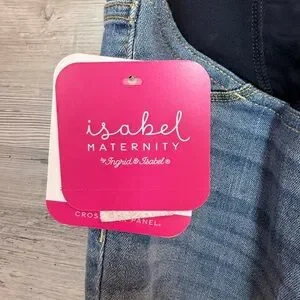 isabel
MATERNITY
by Ingrid & Isabel®
CROSS PANEL®